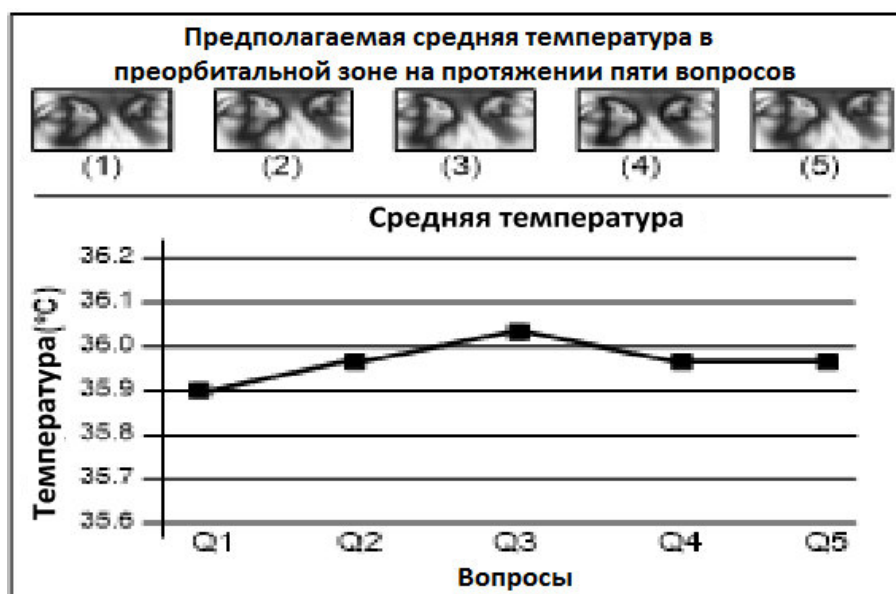 Предполагаемая средняя температура в
преорбитальной зоне на протяжении пяти вопросов
(1) (2) (3) (4) (5)
Средняя температура
Температура(°C)
36.2
36.1
36.0
35.9
35.8
35.7
35.6
Q1 Q2 Q3 Q4 Q5
Вопросы